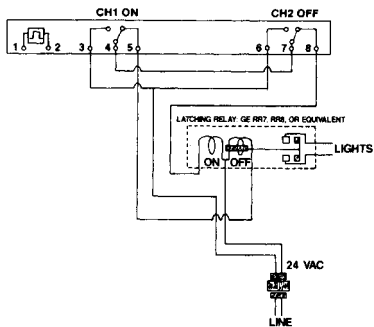 CH1 ON CH2 OFF
1 2 3 4 5 6 7 8
LATCHING RELAY: GE RR7, RR8, OR EQUIVALENT
ON OFF
LIGHTS
24 VAC
LINE